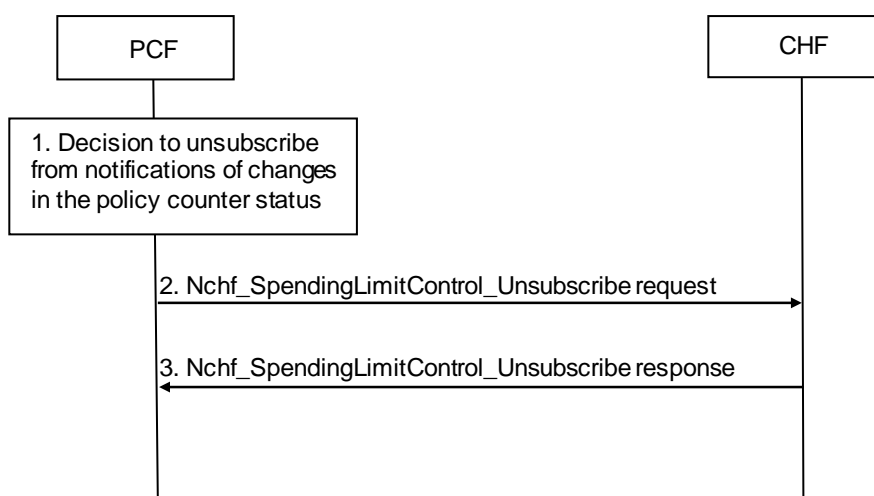 PCF
CHF
1. Decision to unsubscribe
from notifications of changes
in the policy counter status
2. Nchf_SpendingLimitControl_Unsubscribe request
3. Nchf_SpendingLimitControl_Unsubscribe response